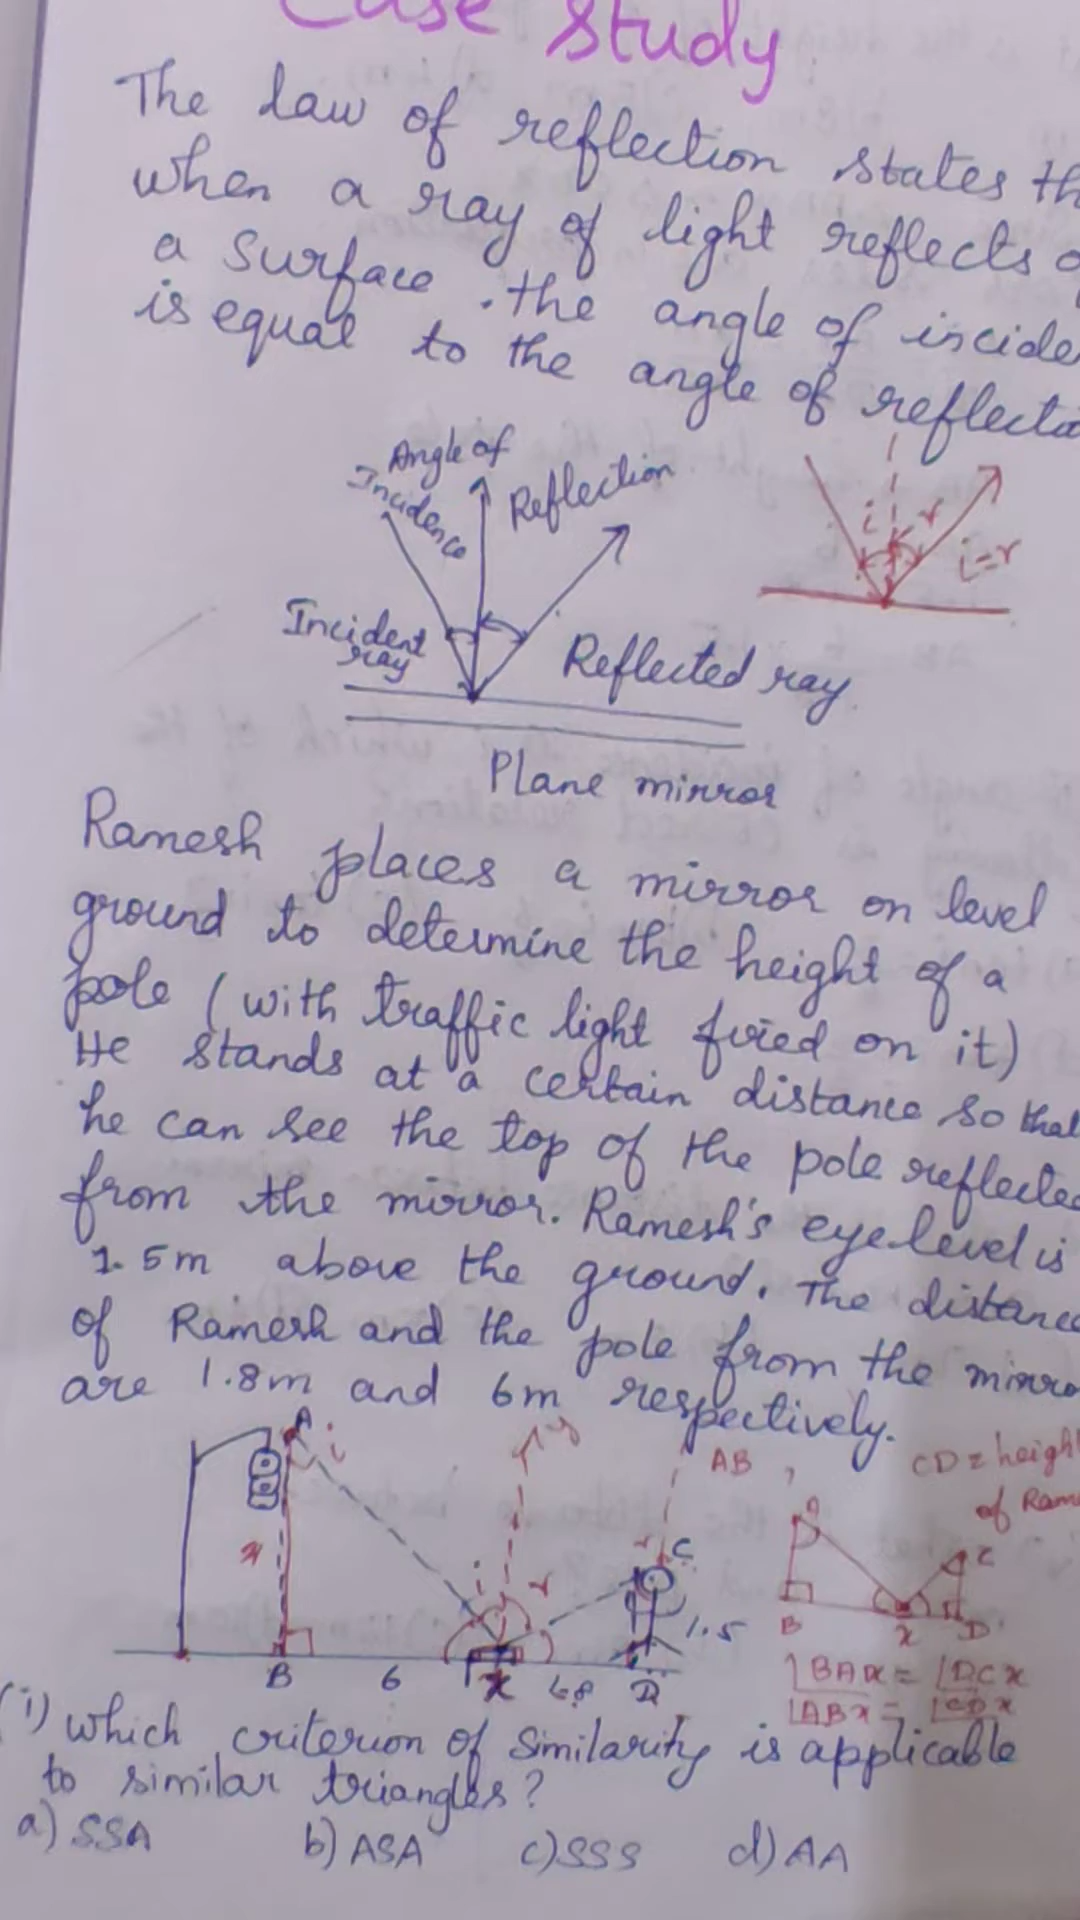 Case Study
The law of reflection states th
when a ray of light reflects o
a Surface . the angle of incide
is equal to the angle of reflecti
Angle of
Incidence
Reflection
Incident
ray
Reflected ray
Plane mirror
i r
i=r
Ramesh places a mirror on level
ground to determine the height of a
pole (with traffic light fixed on it)
He stands at a certain distance so that
he can see the top of the pole reflected
from the mirror. Ramesh's eye level is
1.5m above the ground. The distance
of Ramesh and the pole from the mirro
are 1.8m and 6m respectively.
A i
AB
CD = height
of Ram
A
C
B x D
i r
C
1.5
B 6 x D
∠BAx = ∠DCx
∠ABx = ∠CDx
(i) Which criterion of Similarity is applicable
to similar triangles?
a) SSA b) ASA c) SSS d) AA